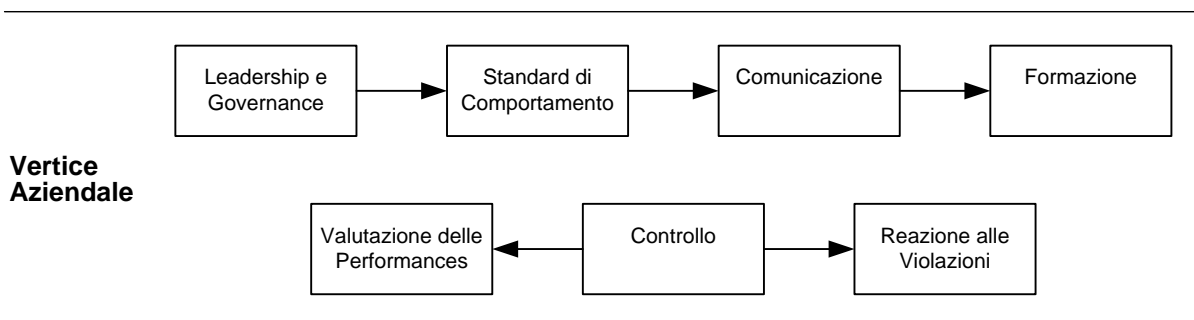 Leadership e
Governance
Standard di
Comportamento
Comunicazione
Formazione
Vertice
Aziendale
Valutazione delle
Performances
Controllo
Reazione alle
Violazioni